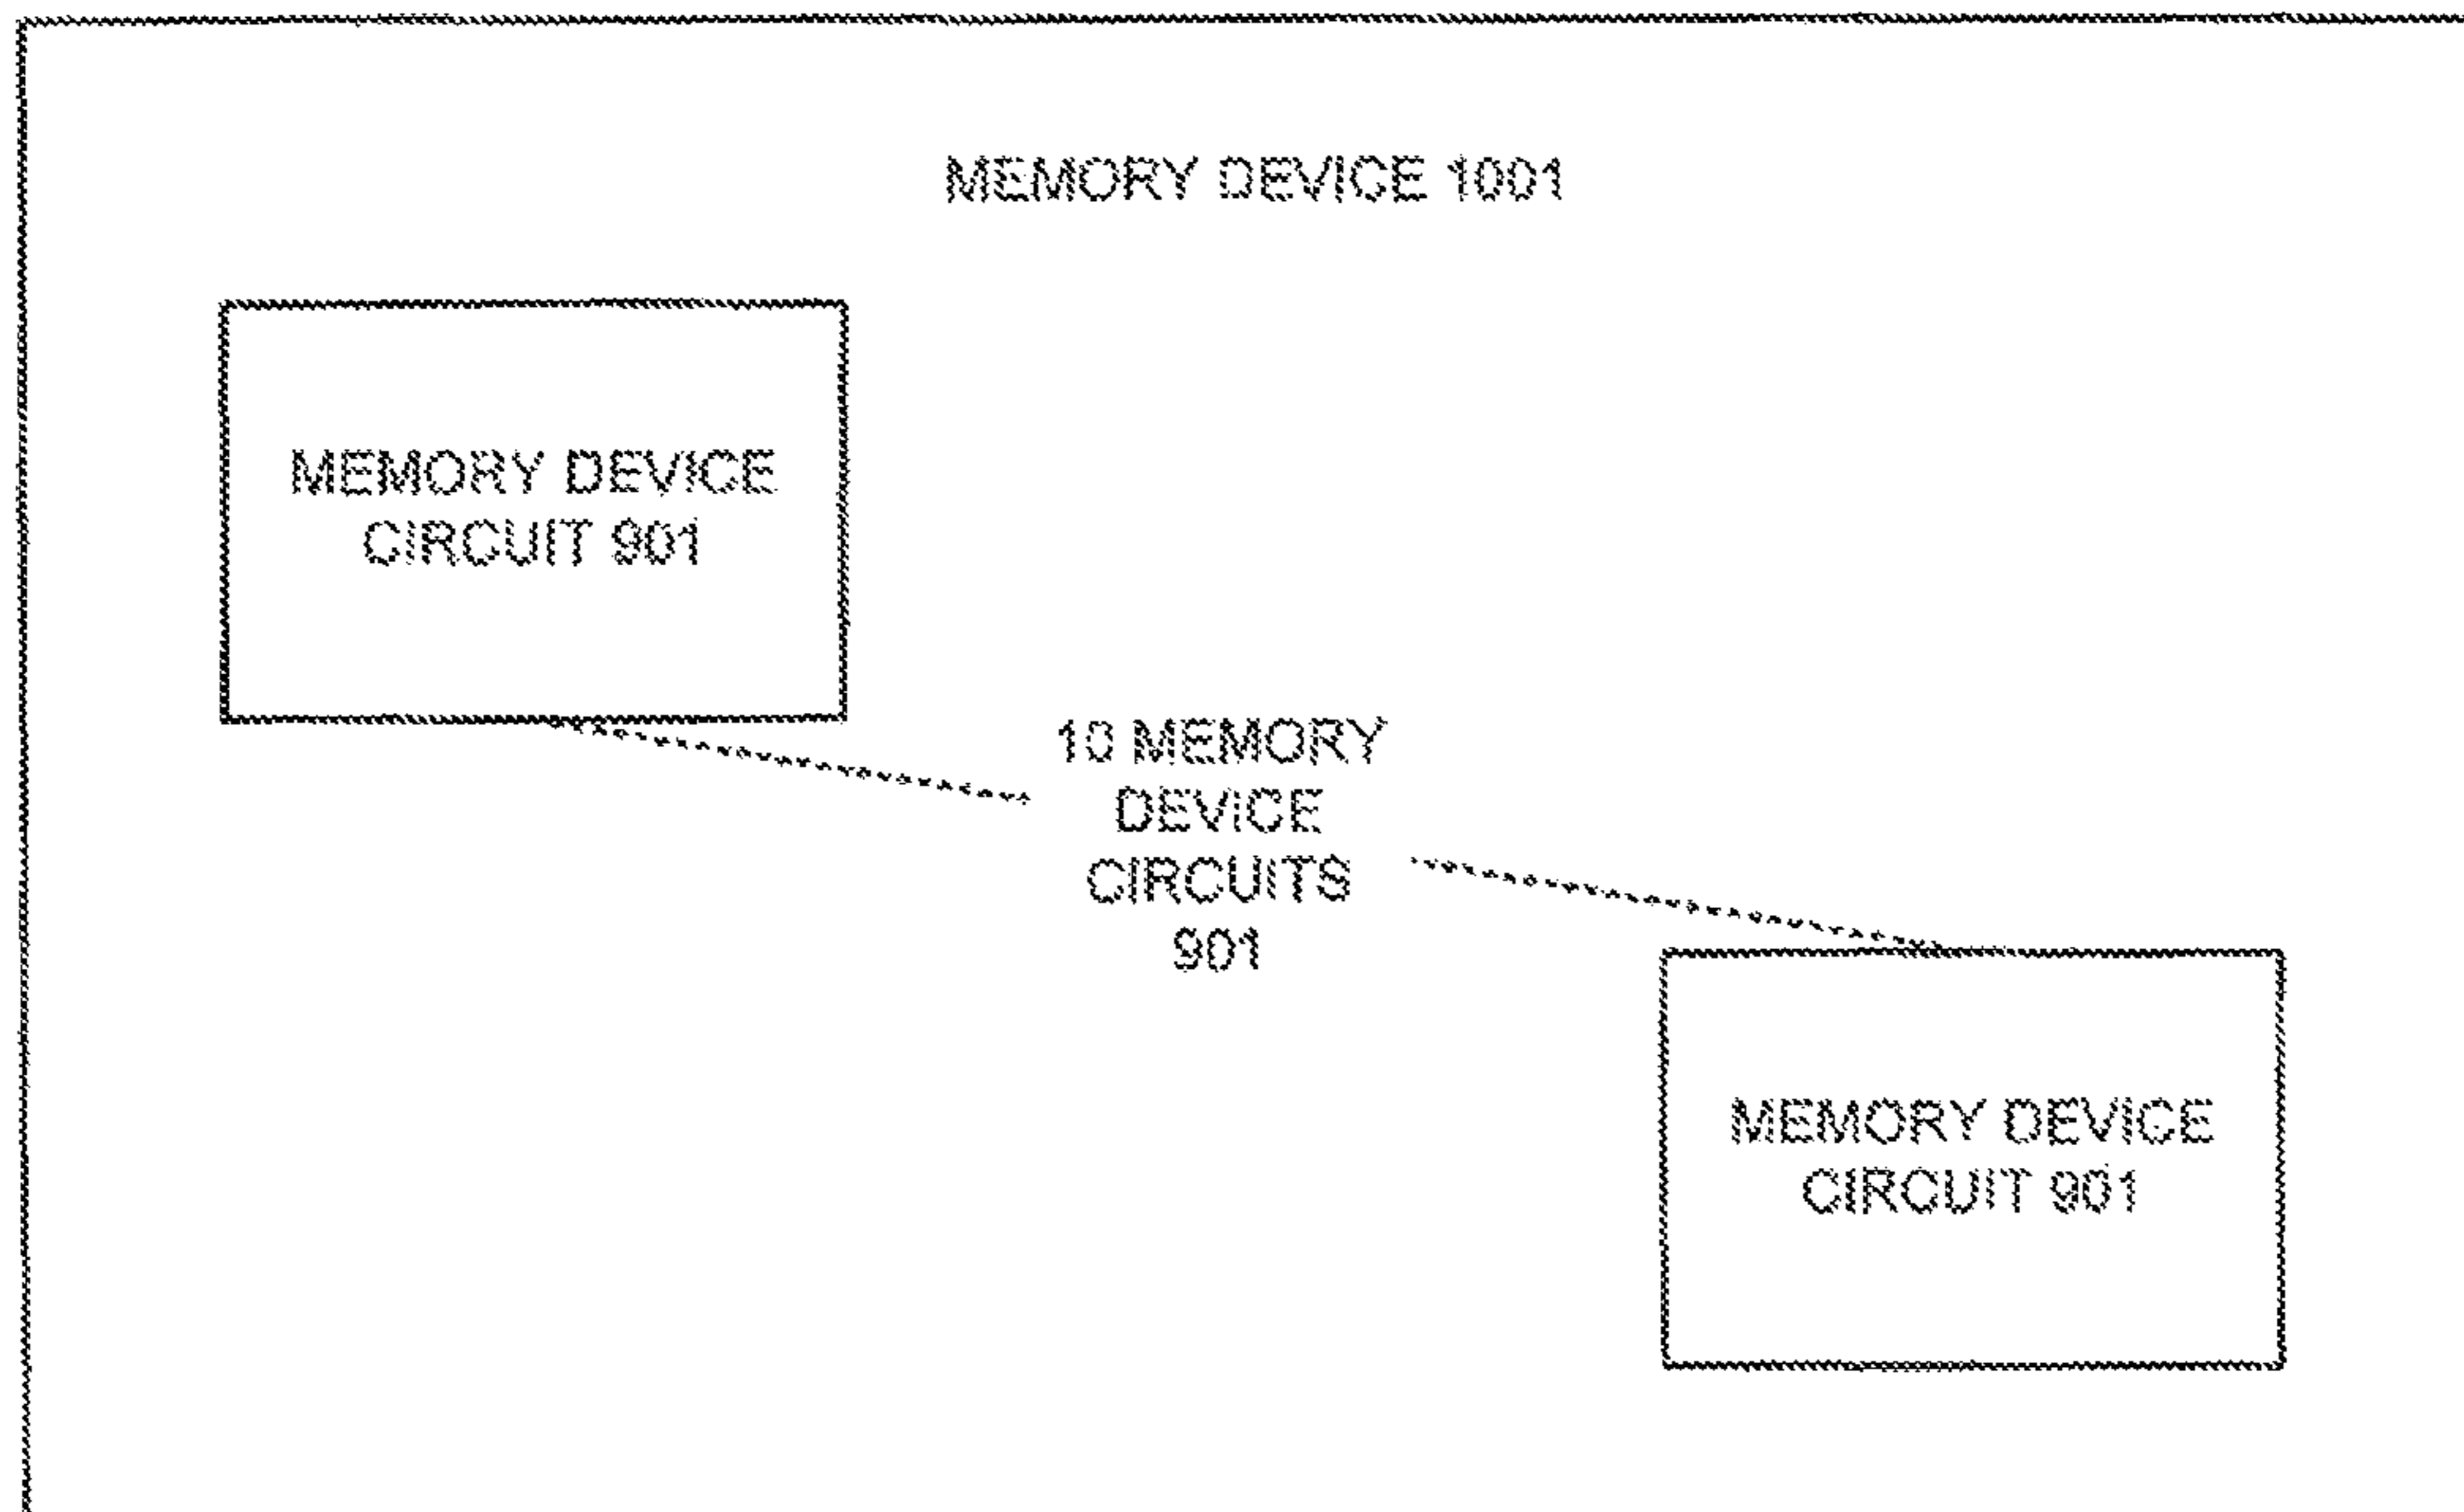 MEMORY DEVICE 1001
MEMORY DEVICE
CIRCUIT 901
10 MEMORY
DEVICE
CIRCUITS
901
MEMORY DEVICE
CIRCUIT 901